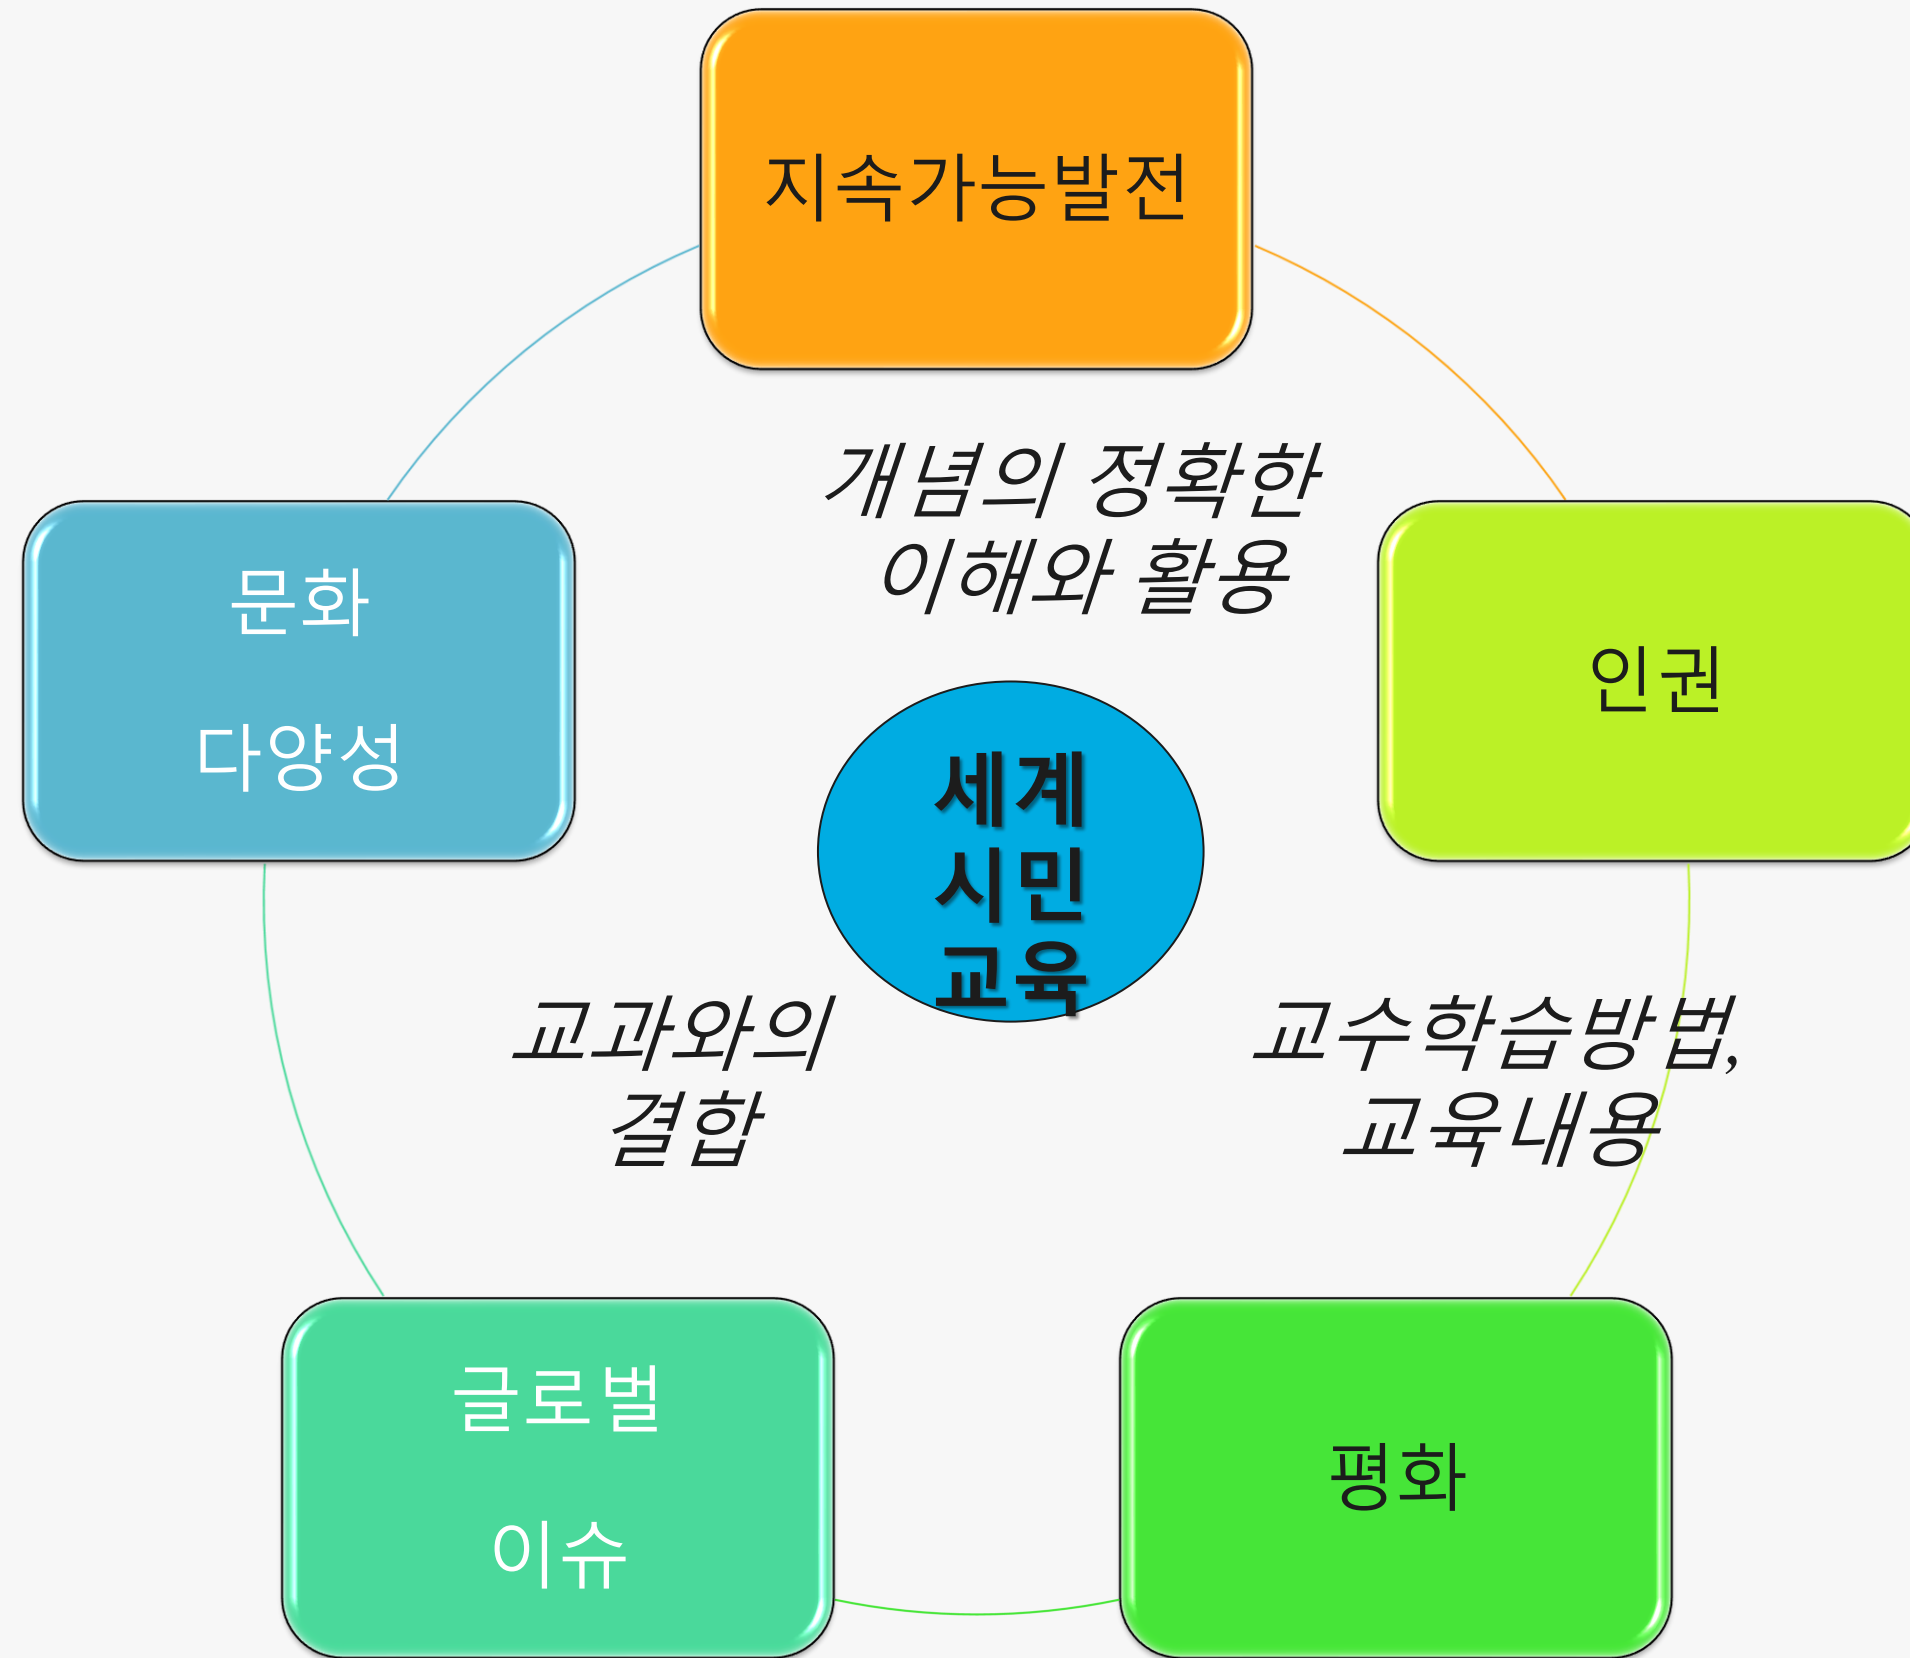 지속가능발전
개념의 정확한
이해와 활용
문화
다양성
인권
세계
시민
교육
교과와의
결합
교수학습방법,
교육내용
글로벌
이슈
평화